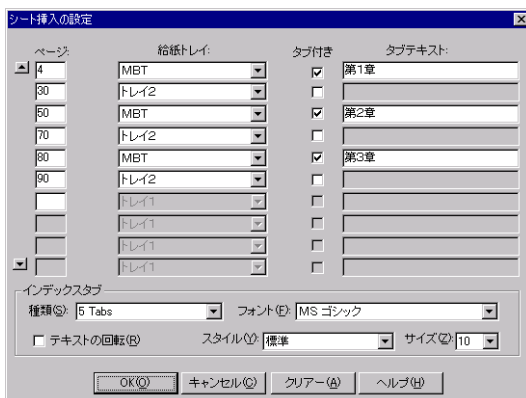 シート挿入の設定
ページ: 給紙トレイ: タブ付き タブテキスト:
4 MBT 第1章
30 トレイ2
50 MBT 第2章
70 トレイ2
80 MBT 第3章
90 トレイ2
トレイ1
トレイ1
トレイ1
トレイ1
インデックスタブ
種類(S): 5 Tabs フォント(F): MS ゴシック
テキストの回転(R) スタイル(Y): 標準 サイズ(Z): 10
OK(O) キャンセル(C) クリアー(A) ヘルプ(H)